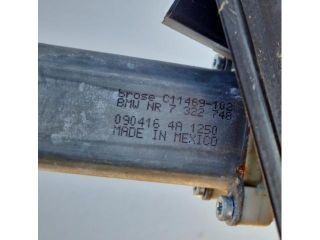 brose C11469-102
BMW NR 7 322 748
090416 4A 1250
MADE IN MEXICO